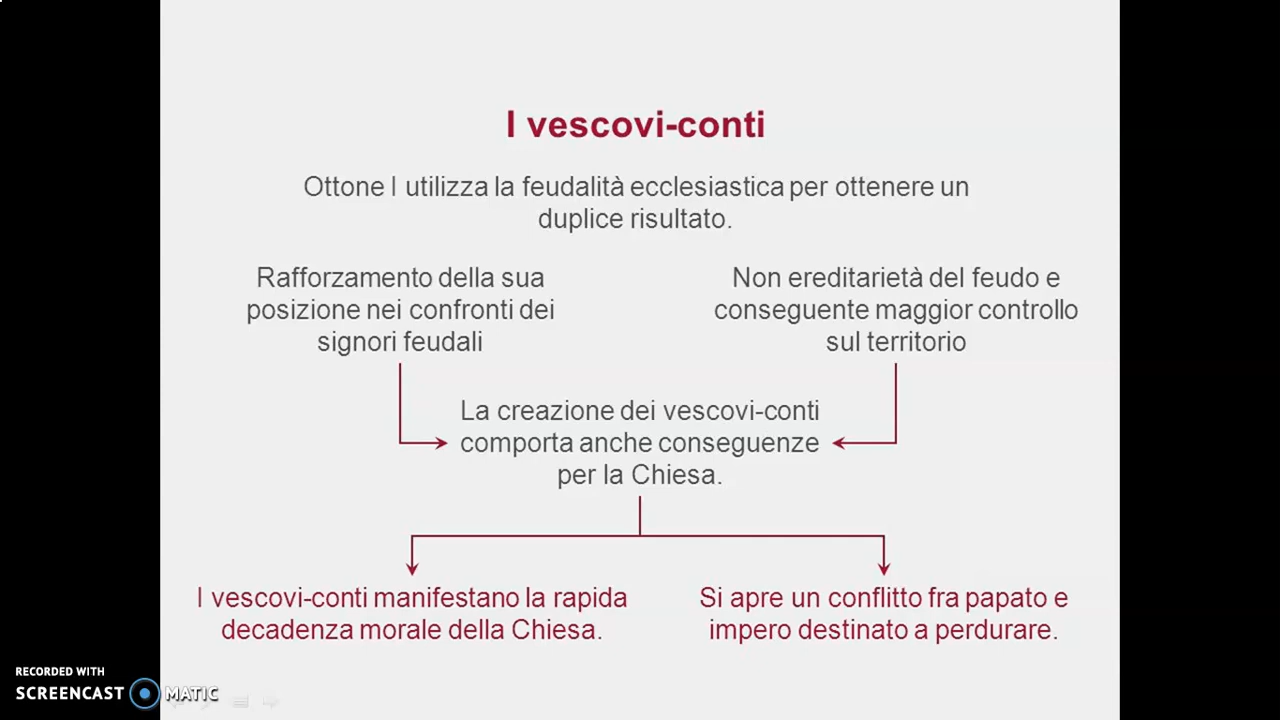 I vescovi-conti
Ottone I utilizza la feudalità ecclesiastica per ottenere un
duplice risultato.
Rafforzamento della sua
posizione nei confronti dei
signori feudali
Non ereditarietà del feudo e
conseguente maggior controllo
sul territorio
La creazione dei vescovi-conti
comporta anche conseguenze
per la Chiesa.
I vescovi-conti manifestano la rapida
decadenza morale della Chiesa.
Si apre un conflitto fra papato e
impero destinato a perdurare.
RECORDED WITH
SCREENCAST MATIC